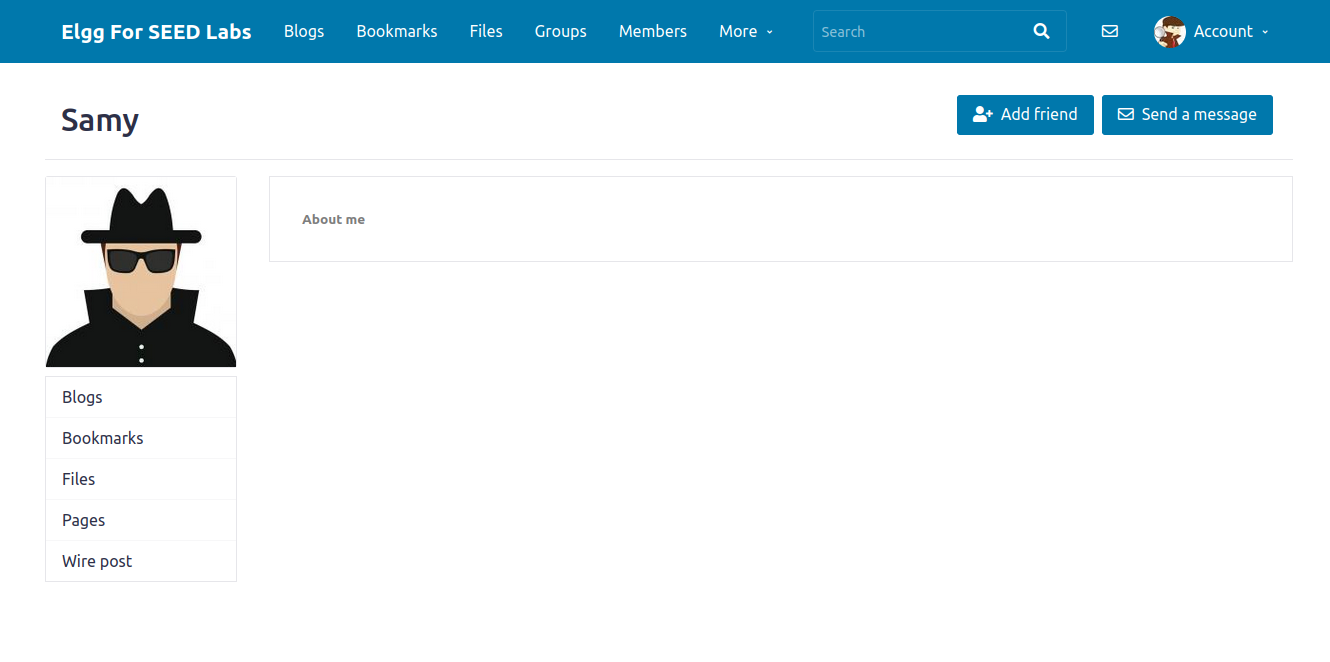 Elgg For SEED Labs Blogs Bookmarks Files Groups Members More Search Account
Samy Add friend Send a message
About me
Blogs
Bookmarks
Files
Pages
Wire post